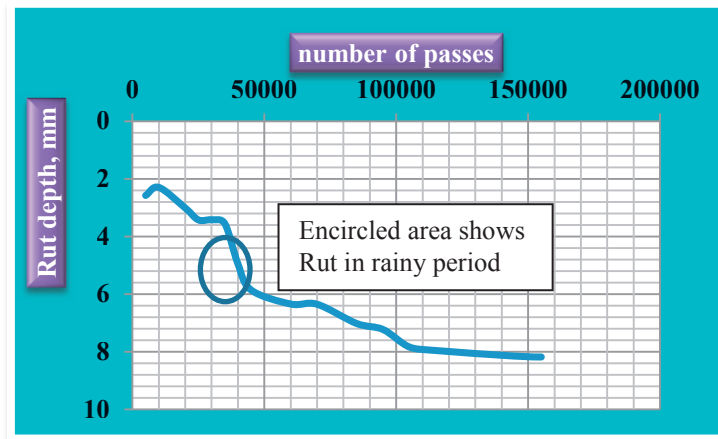 number of passes
0 50000 100000 150000 200000
Rut depth, mm
0
2
4
6
8
10
Encircled area shows
Rut in rainy period